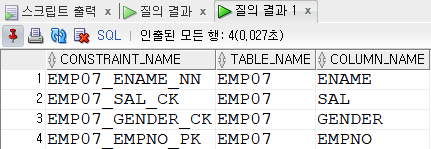 스크립트 출력 질의 결과 질의 결과 1
SQL 인출된 모든 행: 4(0,027초)
CONSTRAINT_NAME TABLE_NAME COLUMN_NAME
1 EMP07_ENAME_NN EMP07 ENAME
2 EMP07_SAL_CK EMP07 SAL
3 EMP07_GENDER_CK EMP07 GENDER
4 EMP07_EMPNO_PK EMP07 EMPNO